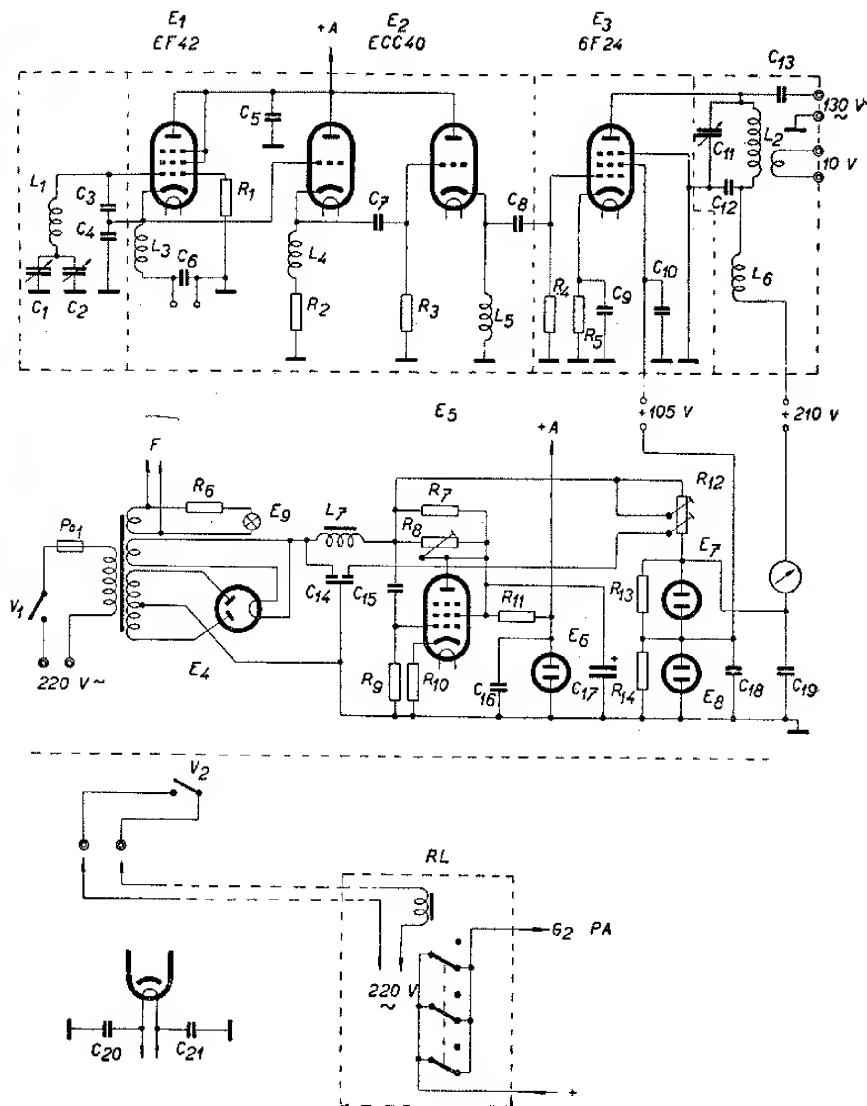 E1 E2 E3
EF42 ECC40 6F24
+A
C13
C5
130 V
~
L1 C3 R1 C11 L2
C7 C8 10 V
C4 L3 C6 L4 C12
C1 C2 R2 R3 L5 R4 R5 C9 C10 L6
E5 +105 V +210 V
+A
F
R6 R7 R12
E9 L7 R8
Po1 E7
C14 C15 R13
V1 R11
E6
E4 R9 R10 C16 C17 R14 E8 C18 C19
220 V~
V2
RL
G2 PA
220 V
~
C20 C21
+